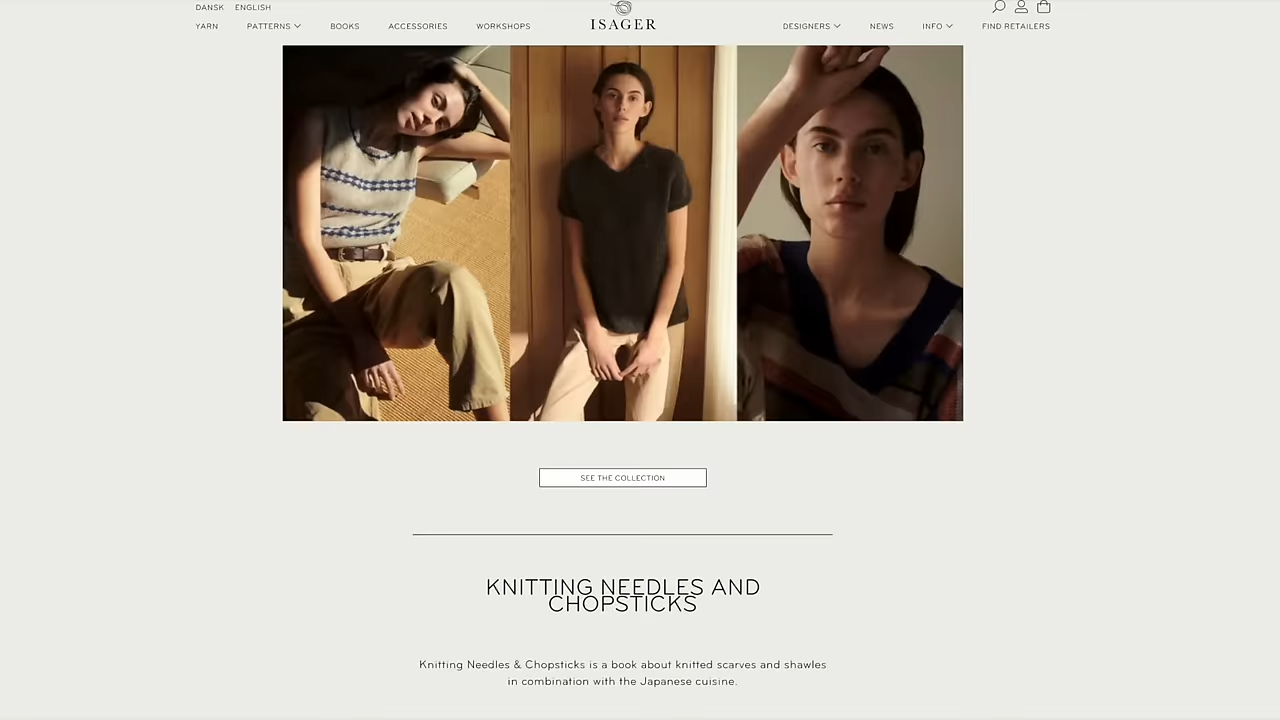 DANSK ENGLISH
YARN PATTERNS BOOKS ACCESSORIES WORKSHOPS ISAGER DESIGNERS NEWS INFO FIND RETAILERS
SEE THE COLLECTION
KNITTING NEEDLES AND
CHOPSTICKS
Knitting Needles & Chopsticks is a book about knitted scarves and shawles
in combination with the Japanese cuisine.